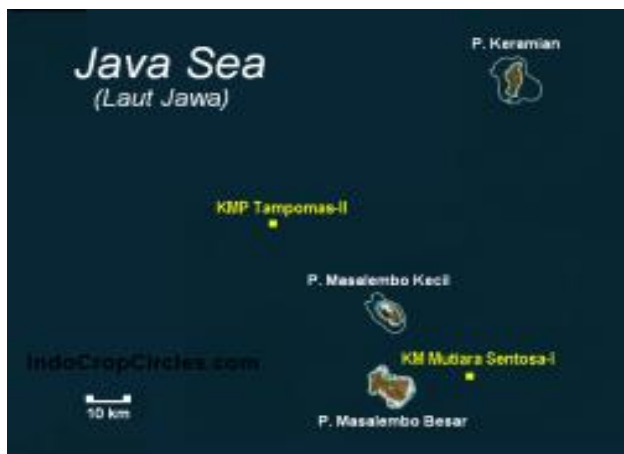 Java Sea
(Laut Jawa)
P. Keramian
KMP Tampomas-II
P. Masalembo Kecil
IndoCropCircles.com
KM Mutiara Sentosa-I
10 km
P. Masalembo Besar